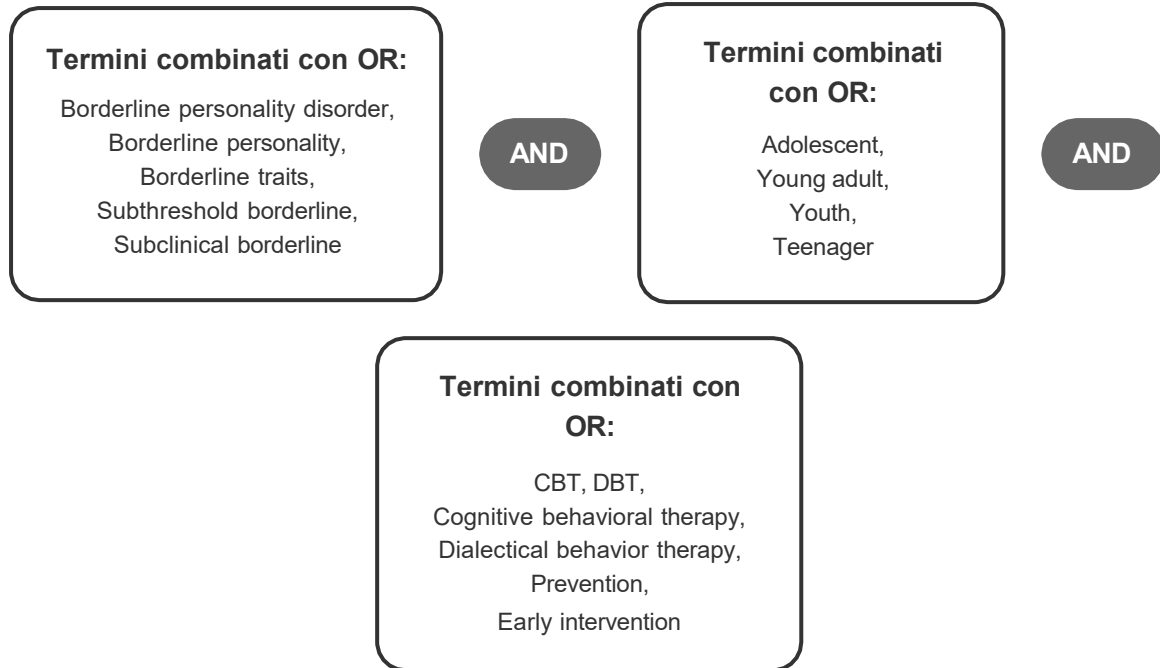 Termini combinati con OR:
Borderline personality disorder,
Borderline personality,
Borderline traits,
Subthreshold borderline,
Subclinical borderline
AND
Termini combinati
con OR:
Adolescent,
Young adult,
Youth,
Teenager
AND
Termini combinati con
OR:
CBT, DBT,
Cognitive behavioral therapy,
Dialectical behavior therapy,
Prevention,
Early intervention